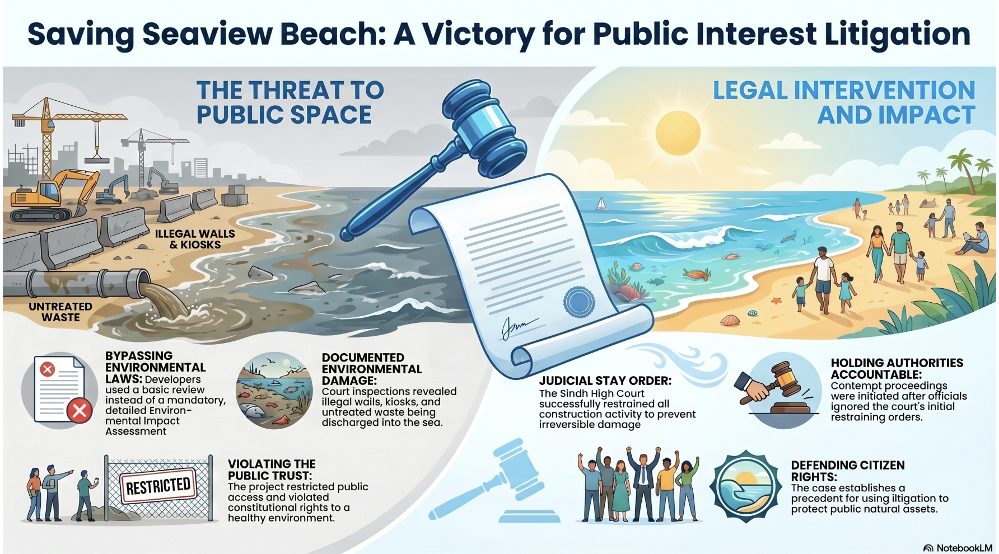 Saving Seaview Beach: A Victory for Public Interest Litigation
THE THREAT TO
PUBLIC SPACE
LEGAL INTERVENTION
AND IMPACT
ILLEGAL WALLS
& KIOSKS
UNTREATED
WASTE
BYPASSING
ENVIRONMENTAL
LAWS: Developers
used a basic review
instead of a mandatory,
detailed Environ-
mental Impact
Assessment
DOCUMENTED
ENVIRONMENTAL
DAMAGE:
Court inspections revealed
illegal wails, kiosks, and
untreated waste being
discharged into the sea.
RESTRICTED
VIOLATING THE
PUBLIC TRUST:
The project restricted public
access and violated
constitutional rights to a
healthy environment.
JUDICIAL STAY ORDER:
The Sindh High Court
successfully restrained all
construction activity to prevent
irreversible damage
HOLDING AUTHORITIES
ACCOUNTABLE:
Contempt proceedings
were initiated after officials
ignored the court's initial
restraining orders.
DEFENDING CITIZEN
RIGHTS:
The case establishes a
precedent for using iltigation to
protect public natural assets.
NotebookLM